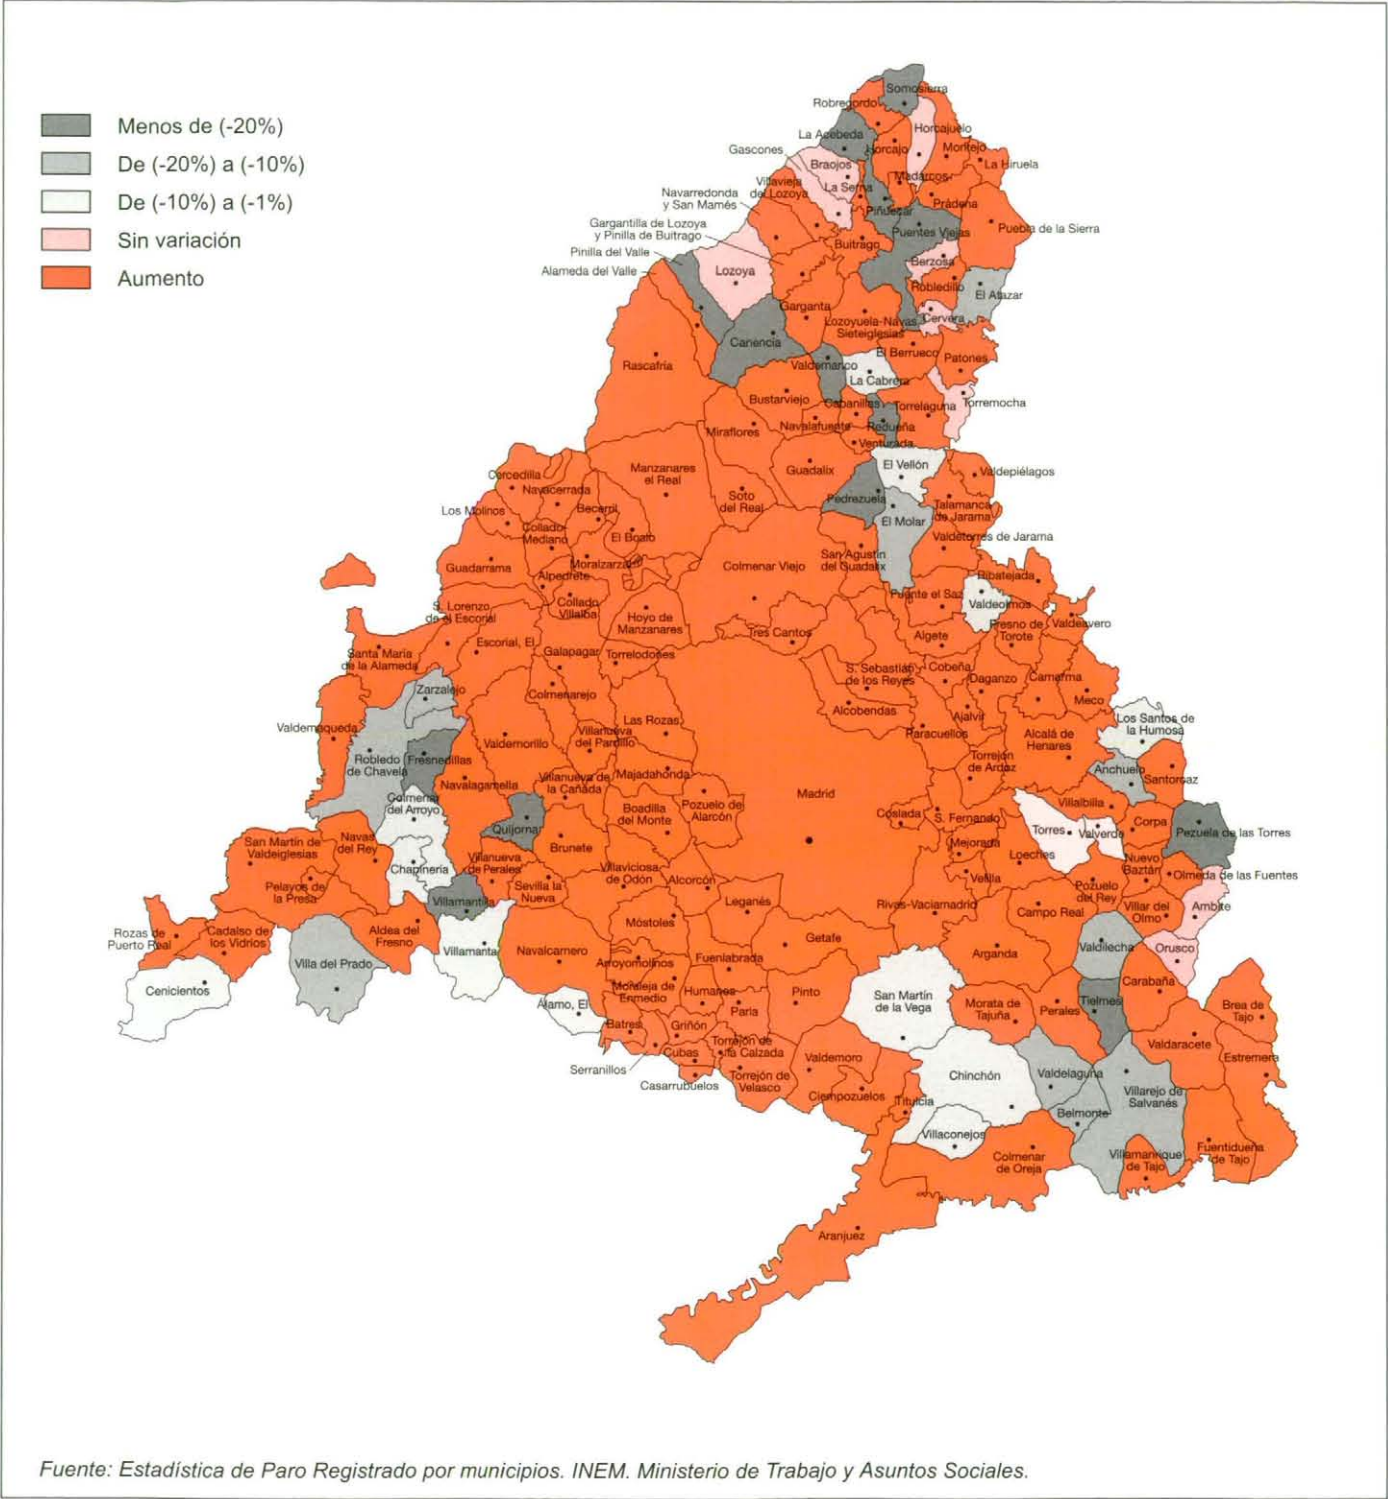 Menos de (-20%)
De (-20%) a (-10%)
De (-10%) a (-1%)
Sin variación
Aumento
Somosierra
Robregordo
La Acebeda
Horcajuelo
Horcajo
Montejo
Gascones
La Hiruela
Braojos
Madarcos
Villavieja
del Lozoya
La Serna
Navarredonda
y San Mamés
Prádena
Piñuécar
Gargantilla de Lozoya
y Pinilla de Buitrago
Puentes Viejas
Puebla de la Sierra
Buitrago
Pinilla del Valle
Berzosa
Alameda del Valle
Lozoya
Robledillo
El Atazar
Garganta
Lozoyuela-Navas
Sieteiglesias
Cervera
Canencia
El Berrueco
Patones
Rascafría
Valdemanco
La Cabrera
Bustarviejo
Cabanillas
Torrelaguna
Torremocha
Miraflores
Navalafuente
Redueña
Venturada
Cercedilla
Manzanares
el Real
Guadalix
El Vellón
Valdepiélagos
Navacerrada
Soto
del Real
Pedrezuela
Los Molinos
Becerril
Talamanca
de Jarama
El Molar
Collado
Mediano
El Boalo
Valdetorres de Jarama
Guadarrama
Moralzarzal
Colmenar Viejo
San Agustín
del Guadalix
Alpedrete
Ribatejada
S. Lorenzo
de el Escorial
Collado
Villalba
Puente el Saz
Valdeolmos
Hoyo de
Manzanares
Fresno de
Torote
Valdeavero
Tres Cantos
Algete
Santa María
de la Alameda
Escorial, El
Galapagar
Torrelodones
S. Sebastián
de los Reyes
Cobeña
Daganzo
Camarma
Zarzalejo
Colmenarejo
Meco
Alcobendas
Ajalvir
Los Santos de
la Humosa
Valdemaqueda
Las Rozas
Villanueva
del Pardillo
Paracuellos
Alcalá de
Henares
Valdemorillo
Robledo
de Chavela
Fresnedillas
Torrejón
de Ardoz
Anchuelo
Santorcaz
Navalagamella
Villanueva de
la Cañada
Majadahonda
Madrid
Colmenar
del Arroyo
Boadilla
del Monte
Pozuelo de
Alarcón
Villalbilla
Quijorna
Coslada
S. Fernando
Torres
Valverde
Corpa
Pezuela de las Torres
San Martín de
Valdeiglesias
Navas
del Rey
Brunete
Mejorada
Loeches
Chapinería
Villanueva
de Perales
Villaviciosa
de Odón
Nuevo
Baztán
Olmeda de las Fuentes
Pelayos de
la Presa
Sevilla la
Nueva
Alcorcón
Velilla
Pozuelo
del Rey
Villamantilla
Leganés
Rivas-Vaciamadrid
Campo Real
Villar del
Olmo
Ambite
Rozas de
Puerto Real
Cadalso de
los Vidrios
Aldea del
Fresno
Móstoles
Getafe
Valdilecha
Orusco
Villa del Prado
Villamanta
Navalcarnero
Arroyomolinos
Fuenlabrada
Arganda
Cenicientos
Moraleja de
Enmedio
Humanes
Pinto
San Martín
de la Vega
Carabaña
Alamo, El
Parla
Morata de
Tajuña
Perales
Tielmes
Brea de
Tajo
Batres
Griñón
Torrejón de
la Calzada
Valdaracete
Serranillos
Cubas
Valdemoro
Estremera
Casarrubuelos
Torrejón de
Velasco
Chinchón
Valdelaguna
Ciempozuelos
Titulcia
Villarejo de
Salvanés
Belmonte
Villaconejos
Colmenar
de Oreja
Villamanrique
de Tajo
Fuentidueña
de Tajo
Aranjuez
Fuente: Estadística de Paro Registrado por municipios. INEM. Ministerio de Trabajo y Asuntos Sociales.